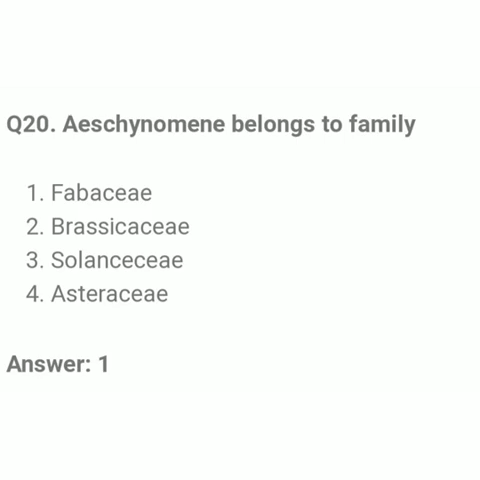 Q20. Aeschynomene belongs to family
1. Fabaceae
2. Brassicaceae
3. Solanceceae
4. Asteraceae
Answer: 1